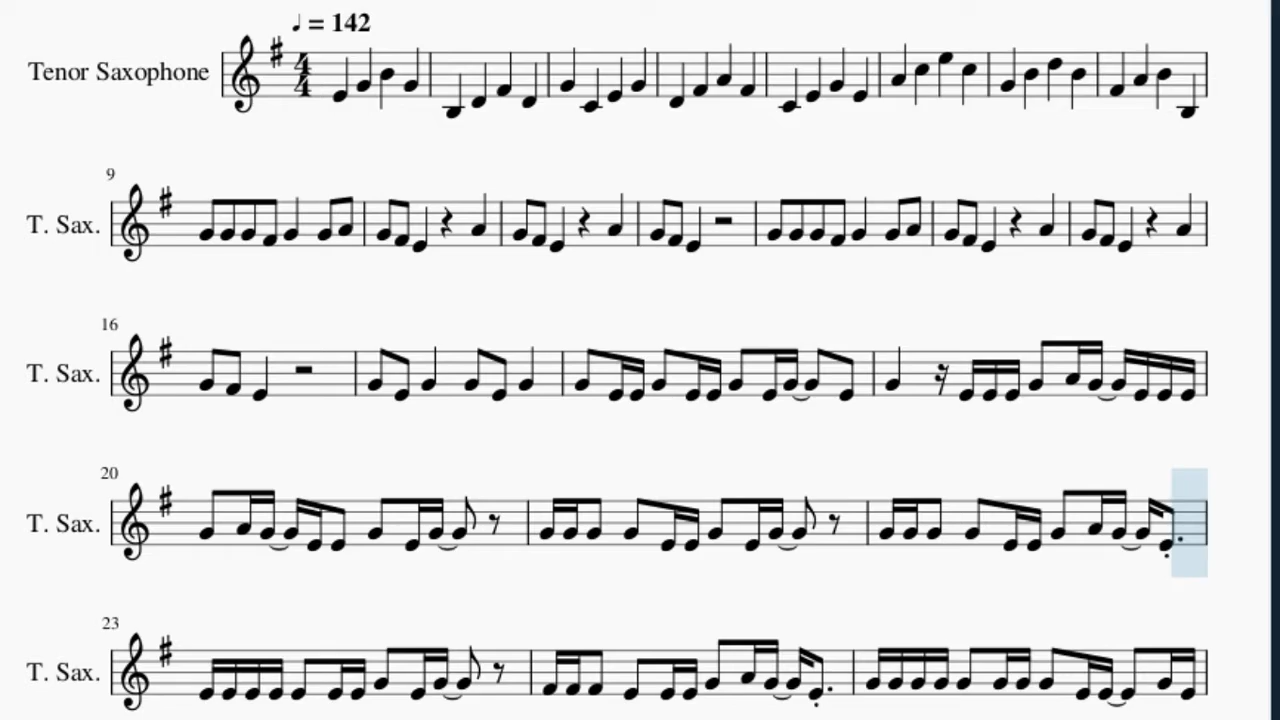 ♩ = 142
Tenor Saxophone
4
4
9
T. Sax.
16
T. Sax.
20
T. Sax.
23
T. Sax.